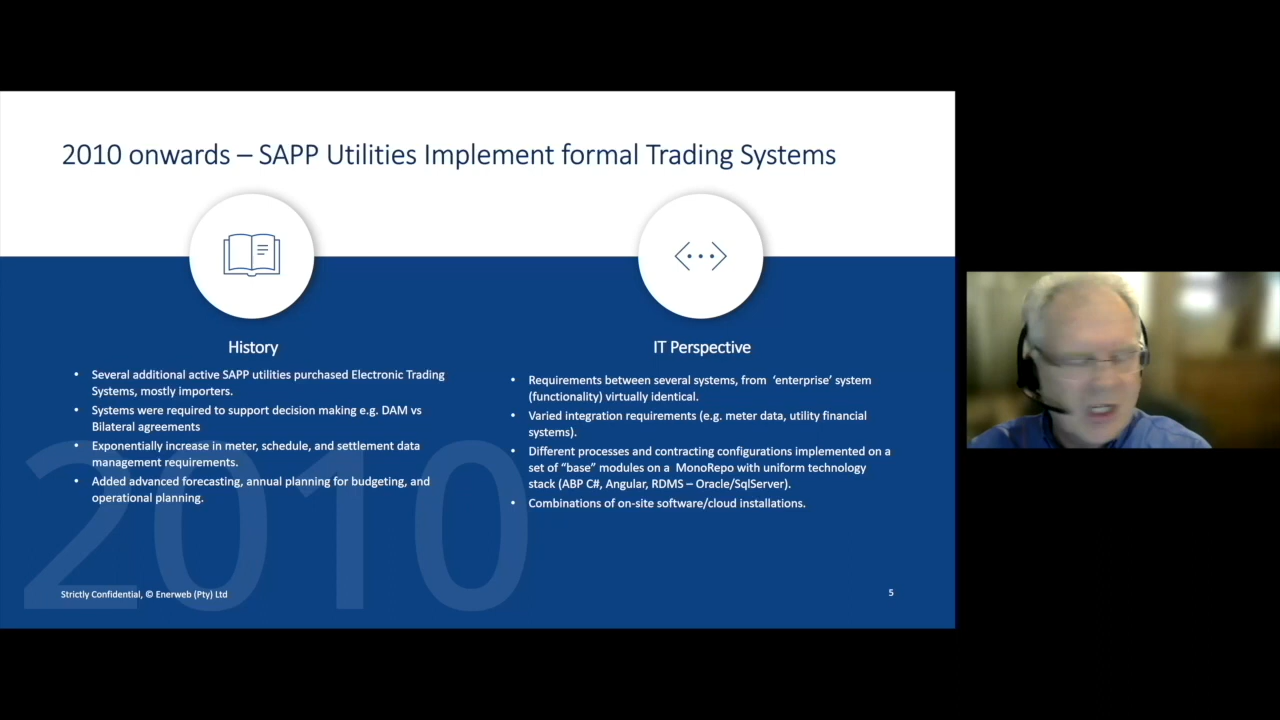 2010 onwards – SAPP Utilities Implement formal Trading Systems
History
• Several additional active SAPP utilities purchased Electronic Trading
Systems, mostly importers.
• Systems were required to support decision making e.g. DAM vs
Bilateral agreements
• Exponentially increase in meter, schedule, and settlement data
management requirements.
• Added advanced forecasting, annual planning for budgeting, and
operational planning.
IT Perspective
• Requirements between several systems, from ‘enterprise’ system
(functionality) virtually identical.
• Varied integration requirements (e.g. meter data, utility financial
systems).
• Different processes and contracting configurations implemented on a
set of “base” modules on a MonoRepo with uniform technology
stack (ABP C#, Angular, RDMS – Oracle/SqlServer).
• Combinations of on-site software/cloud installations.
2010
Strictly Confidential, © Enerweb (Pty) Ltd
5